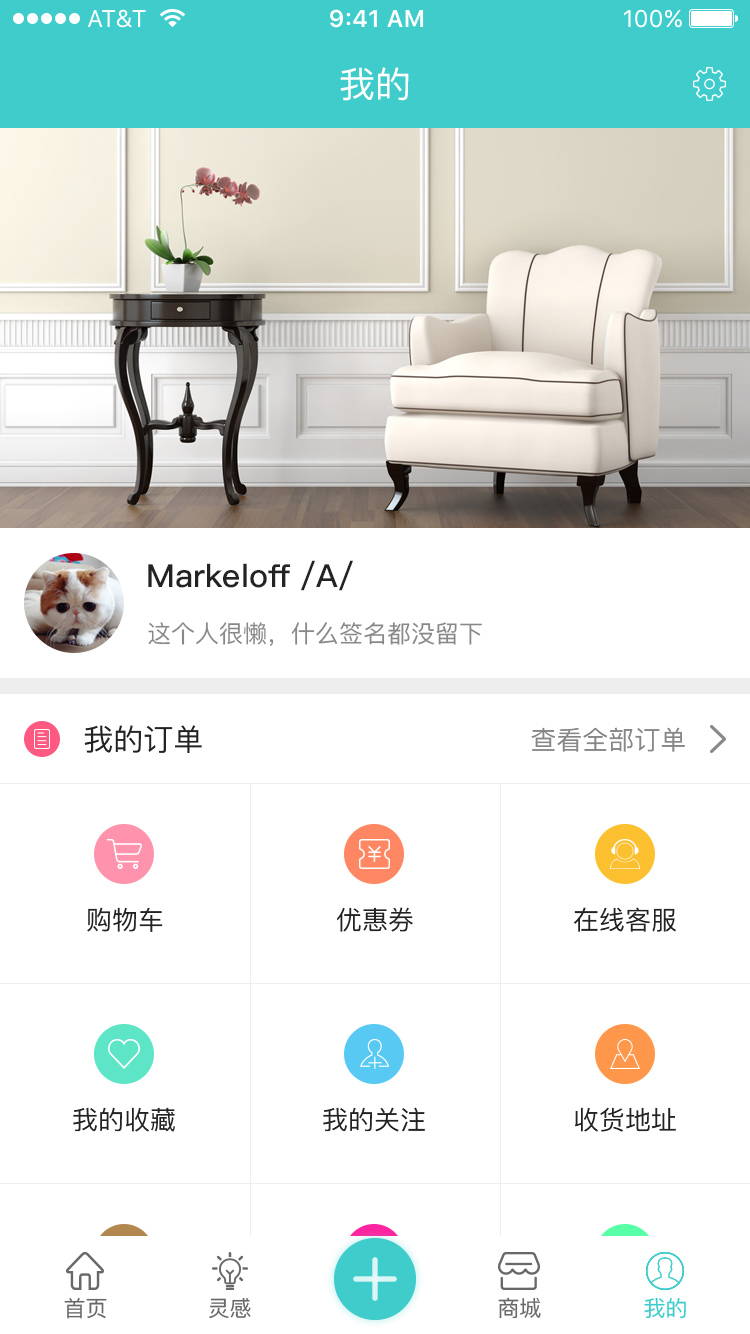 AT&T 9:41 AM 100%
我的
Markeloff /A/
这个人很懒，什么签名都没留下
我的订单 查看全部订单
购物车 优惠券 在线客服
我的收藏 我的关注 收货地址
首页 灵感 商城 我的